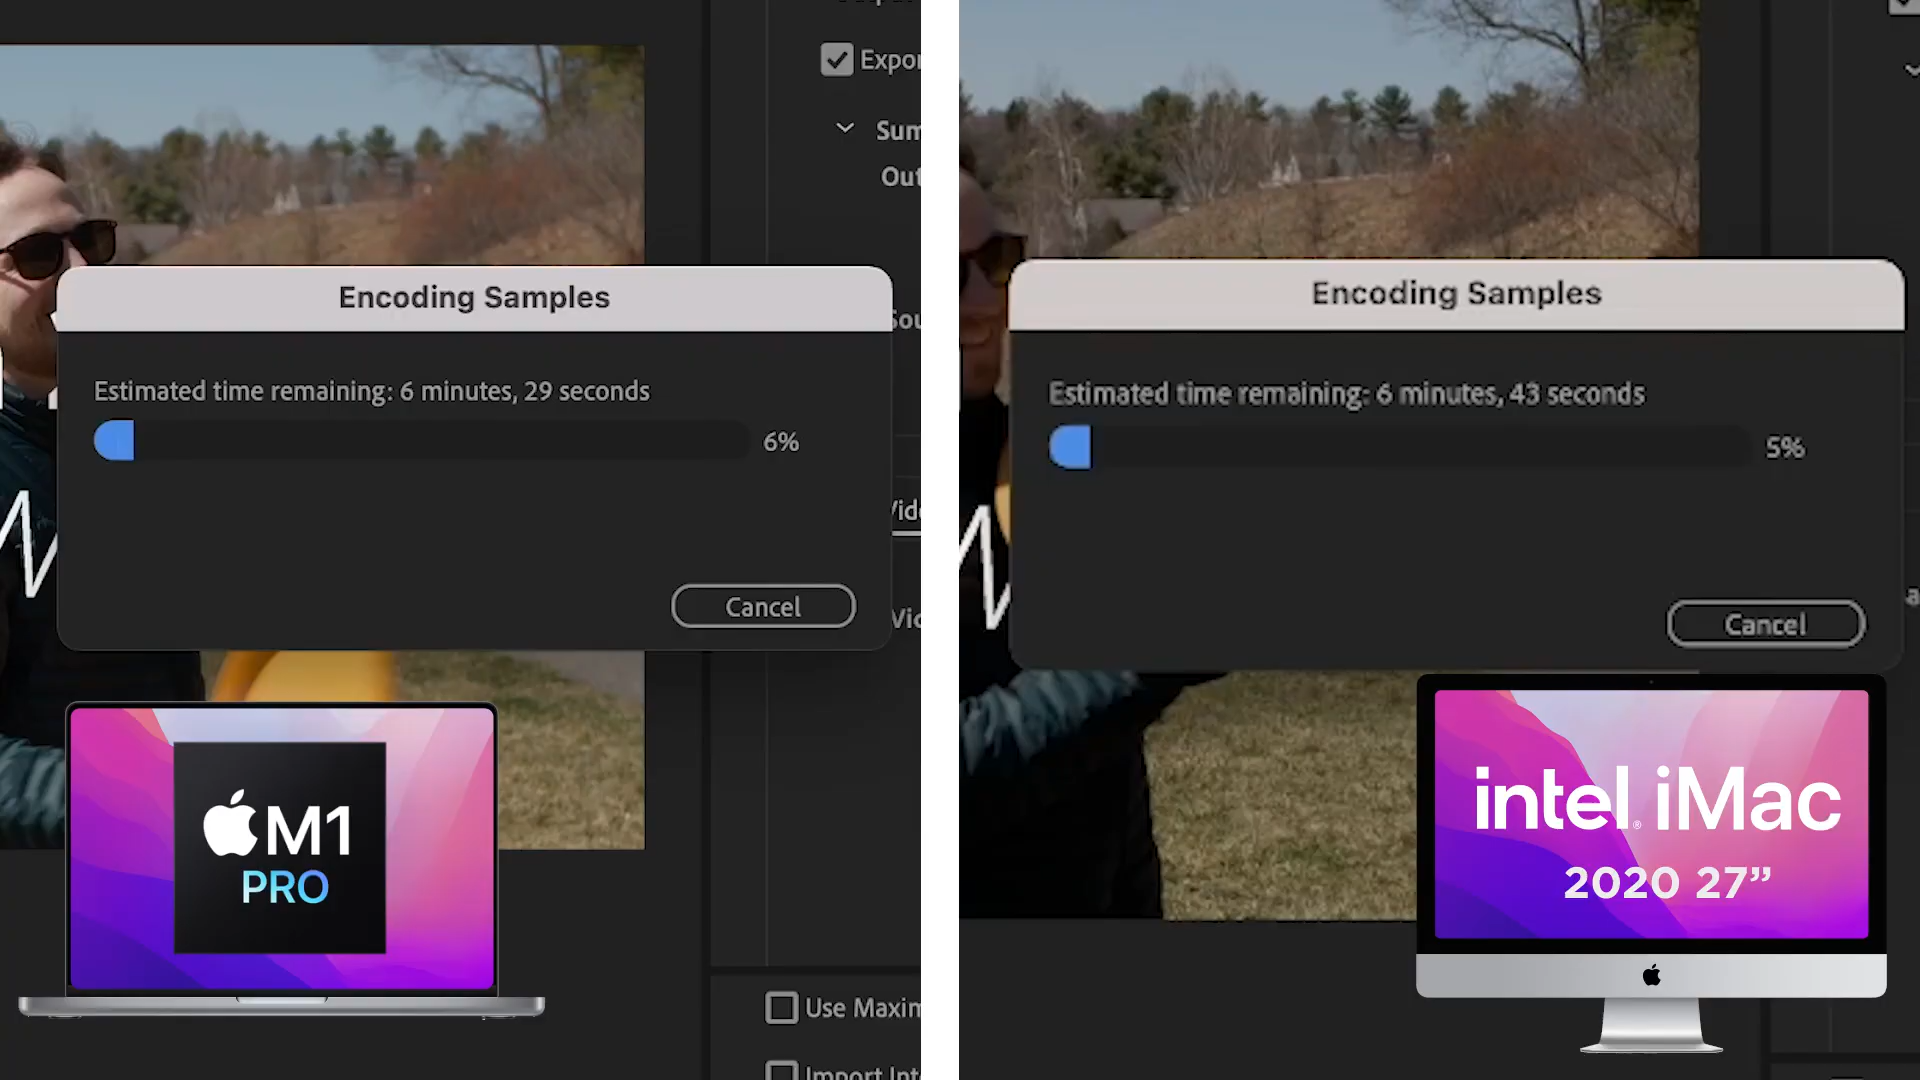 Expor
Sum
Out
Encoding Samples
Estimated time remaining: 6 minutes, 29 seconds
6%
Cancel
M1
PRO
Use Maxim
Encoding Samples
Estimated time remaining: 6 minutes, 43 seconds
5%
Cancel
intel iMac
2020 27”